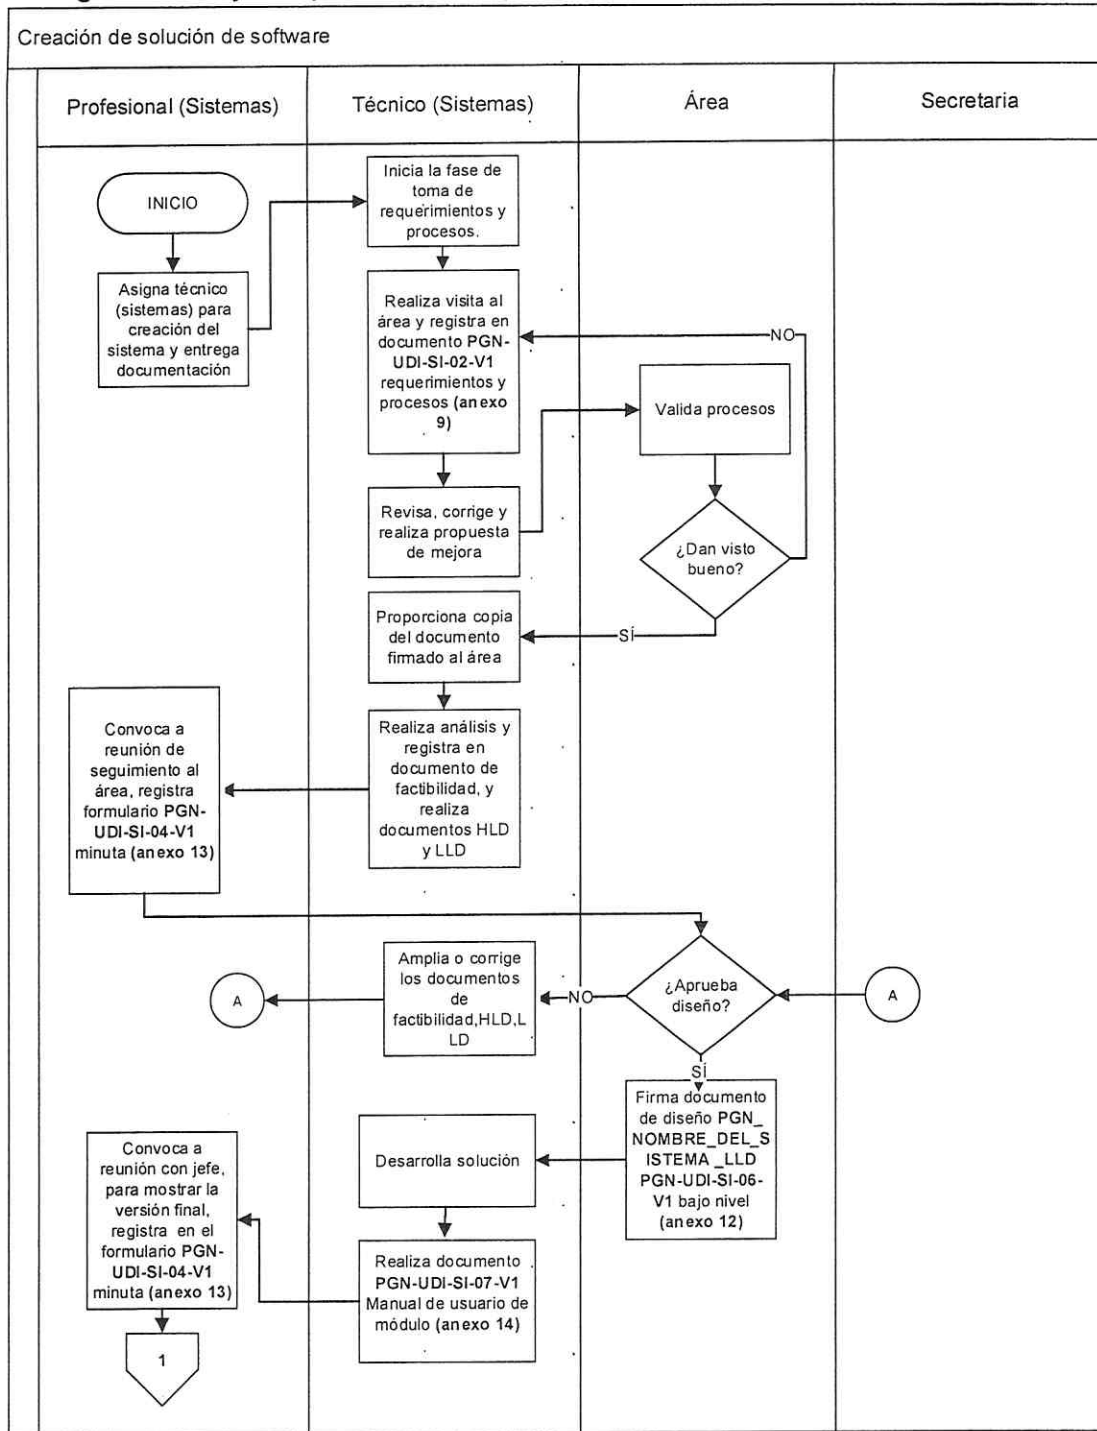 Creación de solución de software
Profesional (Sistemas)
Técnico (Sistemas)
Área
Secretaria
INICIO
Asigna técnico
(sistemas) para
creación del
sistema y entrega
documentación
Inicia la fase de
toma de
requerimientos y
procesos.
Realiza visita al
área y registra en
documento PGN-
UDI-SI-02-V1
requerimientos y
procesos (anexo
9)
NO
Valida procesos
Revisa, corrige y
realiza propuesta
de mejora
¿Dan visto
bueno?
SÍ
Proporciona copia
del documento
firmado al área
Realiza análisis y
registra en
documento de
factibilidad, y
realiza
documentos HLD
y LLD
Convoca a
reunión de
seguimiento al
área, registra
formulario PGN-
UDI-SI-04-V1
minuta (anexo 13)
¿Aprueba
diseño?
A
NO
Amplia o corrige
los documentos
de
factibilidad,HLD,L
LD
A
SÍ
Firma documento
de diseño PGN_
NOMBRE_DEL_S
ISTEMA _LLD
PGN-UDI-SI-06-
V1 bajo nivel
(anexo 12)
Desarrolla solución
Realiza documento
PGN-UDI-SI-07-V1
Manual de usuario de
módulo (anexo 14)
Convoca a
reunión con jefe,
para mostrar la
versión final,
registra en el
formulario PGN-
UDI-SI-04-V1
minuta (anexo 13)
1